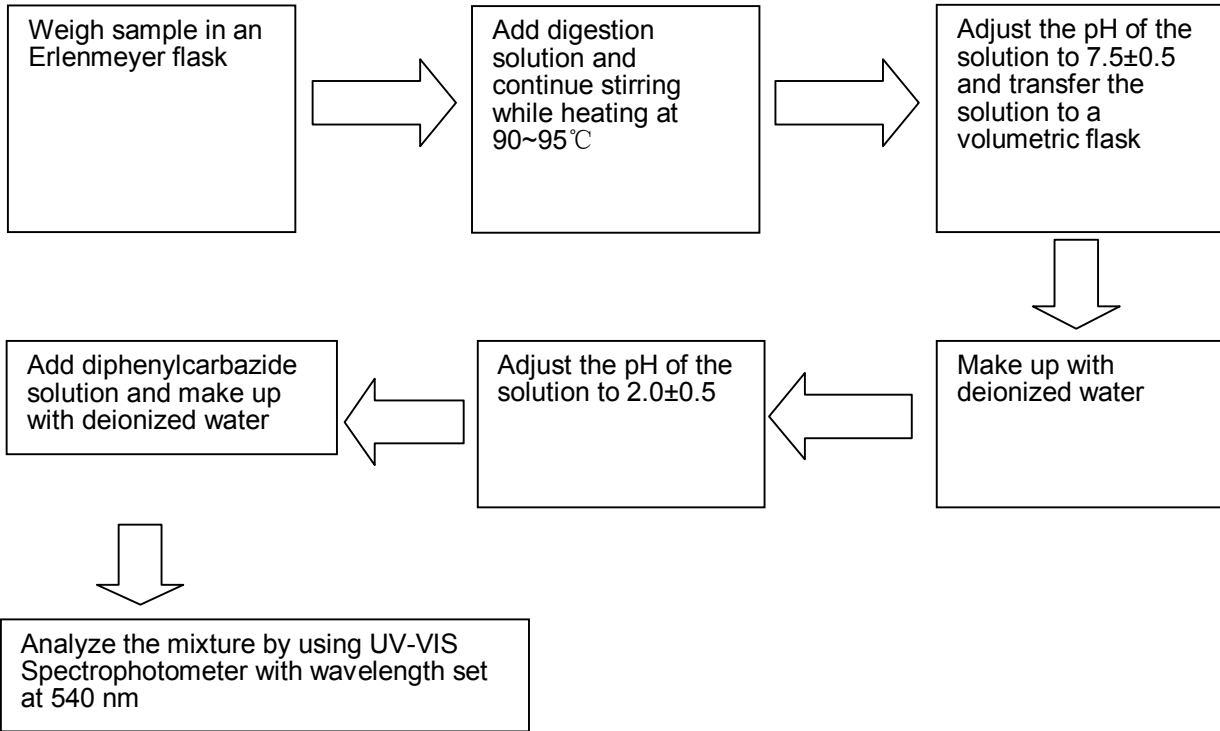 Weigh sample in an
Erlenmeyer flask
Add digestion
solution and
continue stirring
while heating at
90~95℃
Adjust the pH of the
solution to 7.5±0.5
and transfer the
solution to a
volumetric flask
Make up with
deionized water
Adjust the pH of the
solution to 2.0±0.5
Add diphenylcarbazide
solution and make up
with deionized water
Analyze the mixture by using UV-VIS
Spectrophotometer with wavelength set
at 540 nm